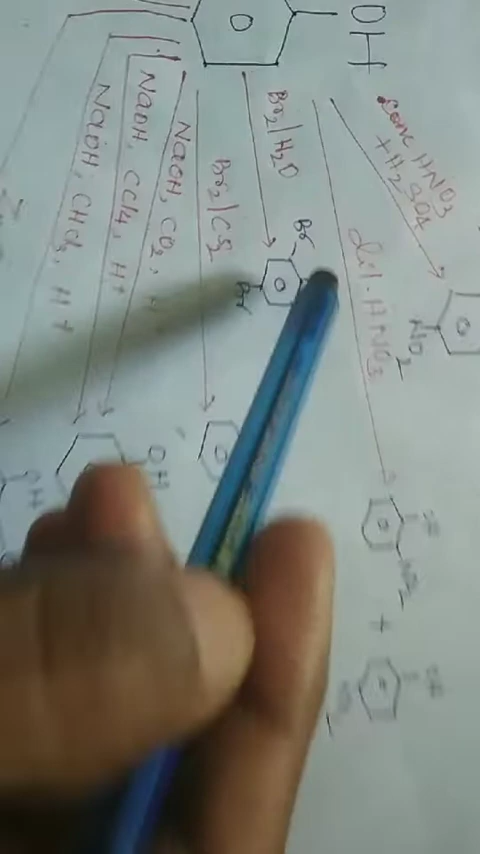 OH
conc HNO3
+ H2SO4
dil. HNO3
Br2/H2O
Br2/CS2
NaOH, CO2,
NaOH, CCl4, H+
NaOH, CHCl3, H+
Br
Br
NO2
OH
OH
+